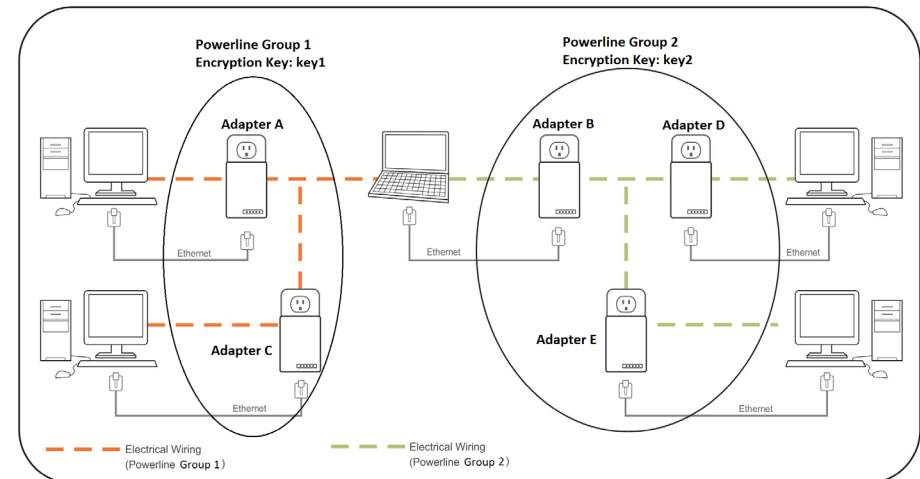 Powerline Group 1
Encryption Key: key1
Powerline Group 2
Encryption Key: key2
Adapter A
Adapter B
Adapter D
Ethernet
Ethernet
Ethernet
Adapter C
Adapter E
Ethernet
Ethernet
Electrical Wiring
(Powerline Group 1)
Electrical Wiring
(Powerline Group 2)